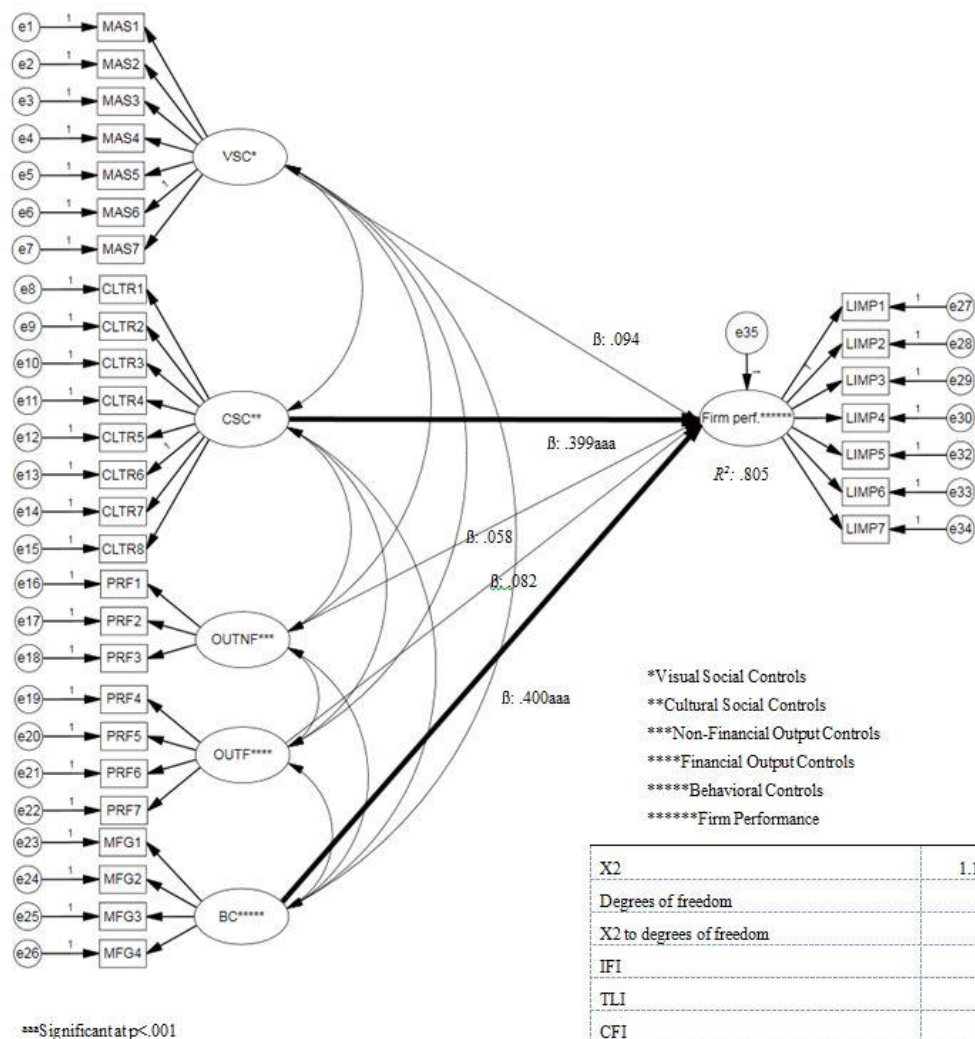 e1 1 MAS1
e2 1 MAS2
e3 1 MAS3
e4 1 MAS4
e5 1 MAS5
e6 1 MAS6
e7 1 MAS7
1
VSC*
e8 1 CLTR1
e9 1 CLTR2
e10 1 CLTR3
e11 1 CLTR4
e12 1 CLTR5
e13 1 CLTR6
e14 1 CLTR7
e15 1 CLTR8
1
CSC**
e16 1 PRF1
e17 1 PRF2
e18 1 PRF3
OUTNF***
e19 1 PRF4
e20 1 PRF5
e21 1 PRF6
e22 1 PRF7
OUTF****
e23 1 MFG1
e24 1 MFG2
e25 1 MFG3
e26 1 MFG4
BC*****
ß: .094
ß: .399aaa
ß: .058
ß: .082
ß: .400aaa
e35
1
Firm perf.******
R²: .805
1
LIMP1 1 e27
LIMP2 1 e28
LIMP3 1 e29
LIMP4 1 e30
LIMP5 1 e32
LIMP6 1 e33
LIMP7 1 e34
*Visual Social Controls
**Cultural Social Controls
***Non-Financial Output Controls
****Financial Output Controls
*****Behavioral Controls
******Firm Performance
X2 1.1
Degrees of freedom
X2 to degrees of freedom
IFI
TLI
CFI
aaaSignificant at p<.001